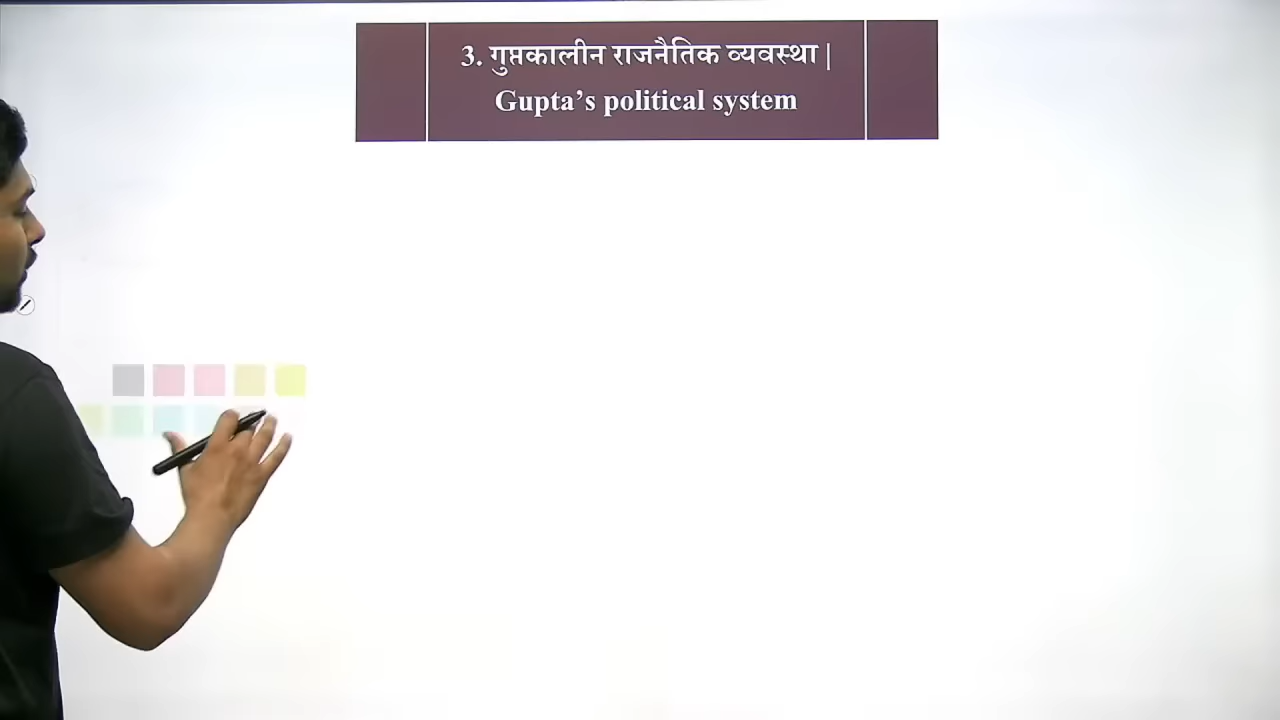 3. गुप्तकालीन राजनैतिक व्यवस्था |
Gupta's political system